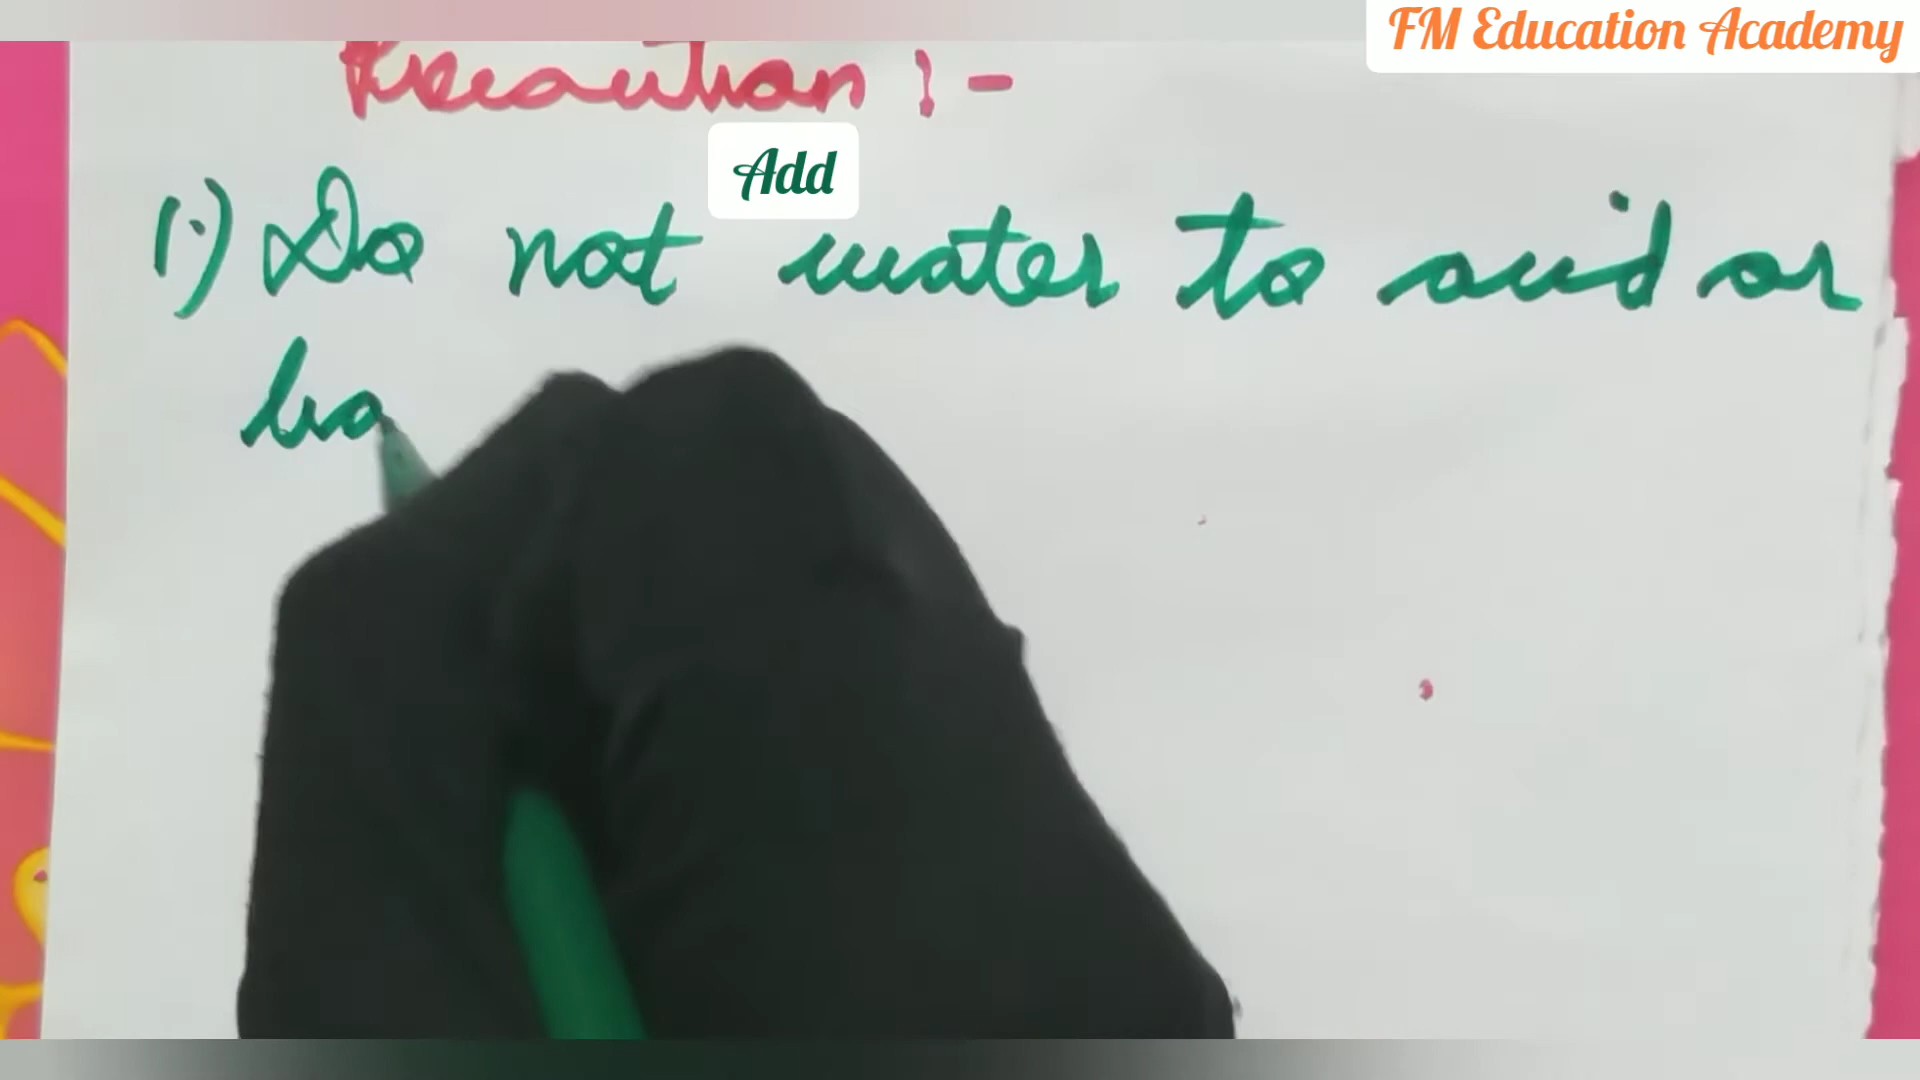 FM Education Academy
Precaution :-
Add
1.) Do not water to acid or
ba